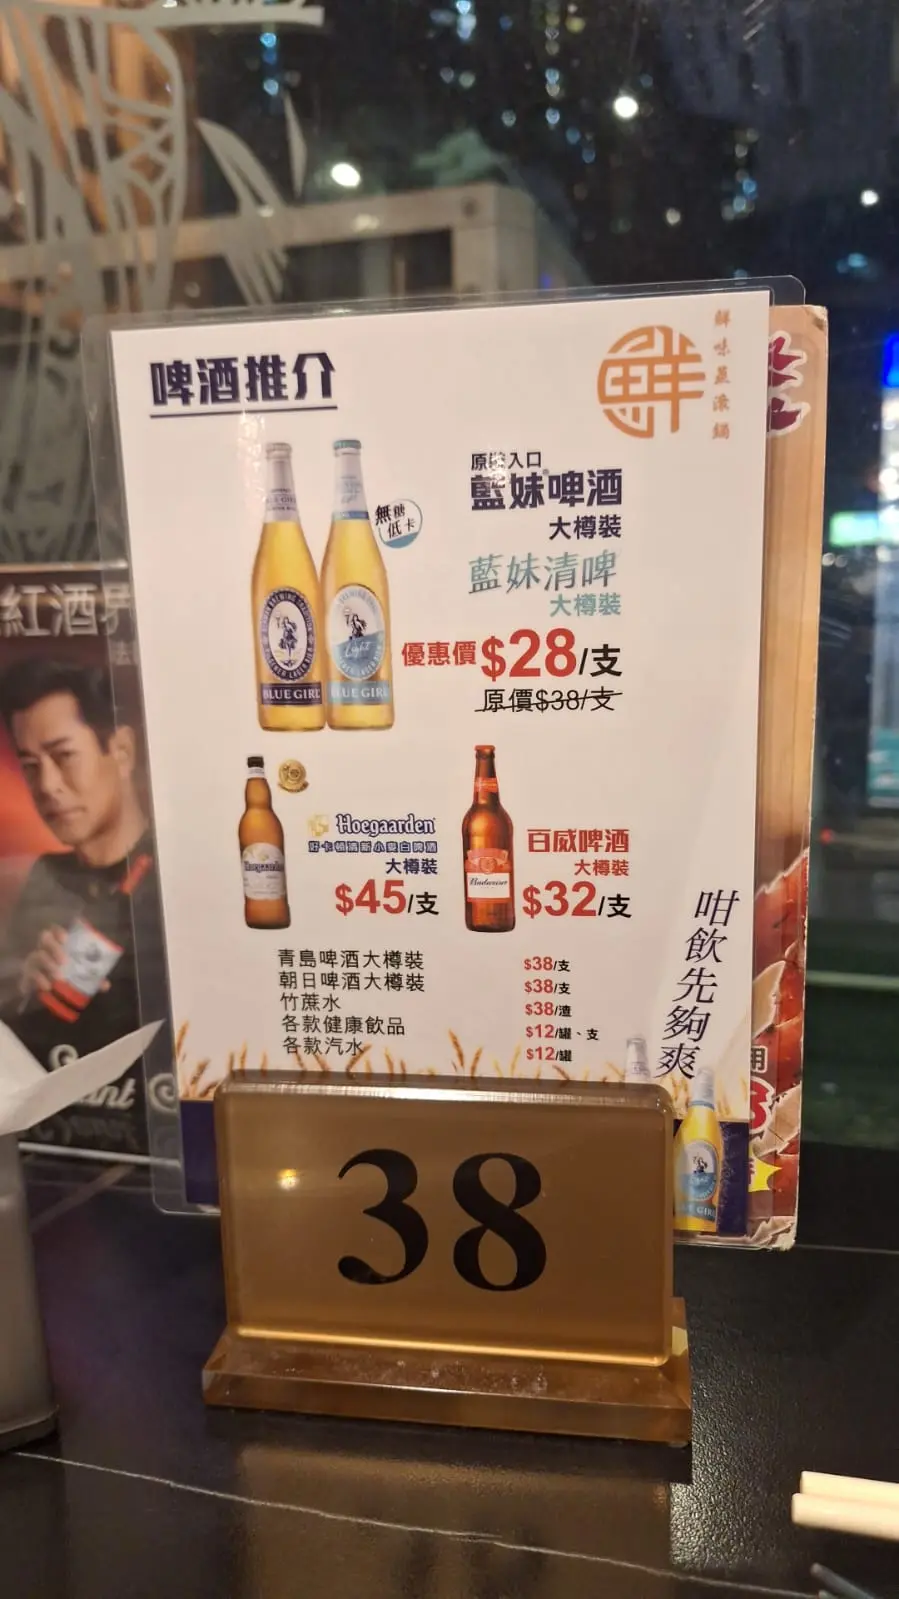 啤酒推介
鮮
鮮味蒸滾鍋
原裝入口
藍妹啤酒
大樽裝
無糖
低卡
藍妹清啤
大樽裝
優惠價$28/支
原價$38/支
BLUE GIRL
Light
BLUE GIRL
Hoegaarden
大樽裝
$45/支
Hoegaarden
百威啤酒
大樽裝
$32/支
Budweiser
青島啤酒大樽裝 $38/支
朝日啤酒大樽裝 $38/支
竹蔗水 $38/渣
各款健康飲品 $12/罐、支
各款汽水 $12/罐
咁飲先夠爽
紅酒
38